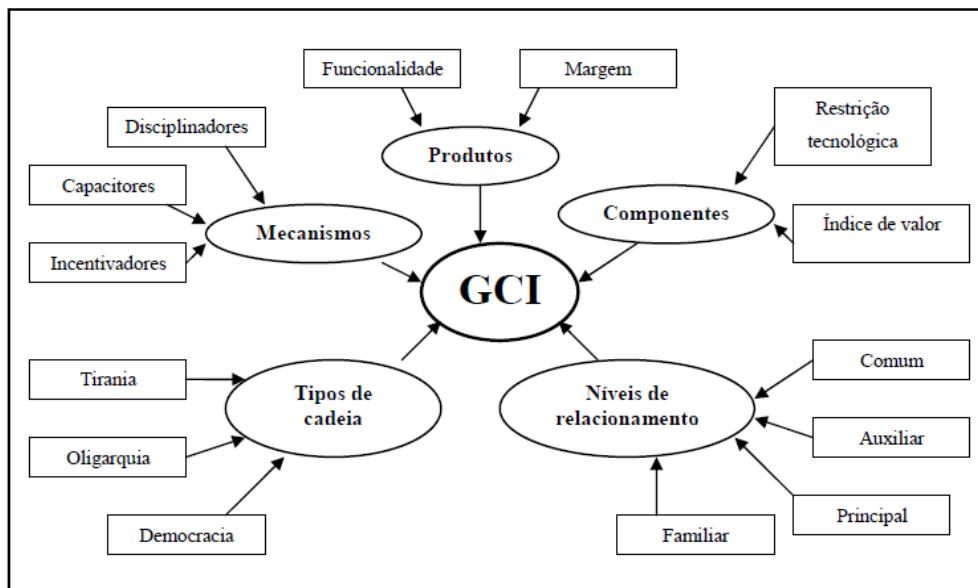 Funcionalidade
Margem
Disciplinadores
Restrição
tecnológica
Produtos
Capacitores
Mecanismos
Componentes
Índice de valor
Incentivadores
GCI
Tirania
Tipos de
cadeia
Níveis de
relacionamento
Comum
Oligarquia
Auxiliar
Democracia
Familiar
Principal